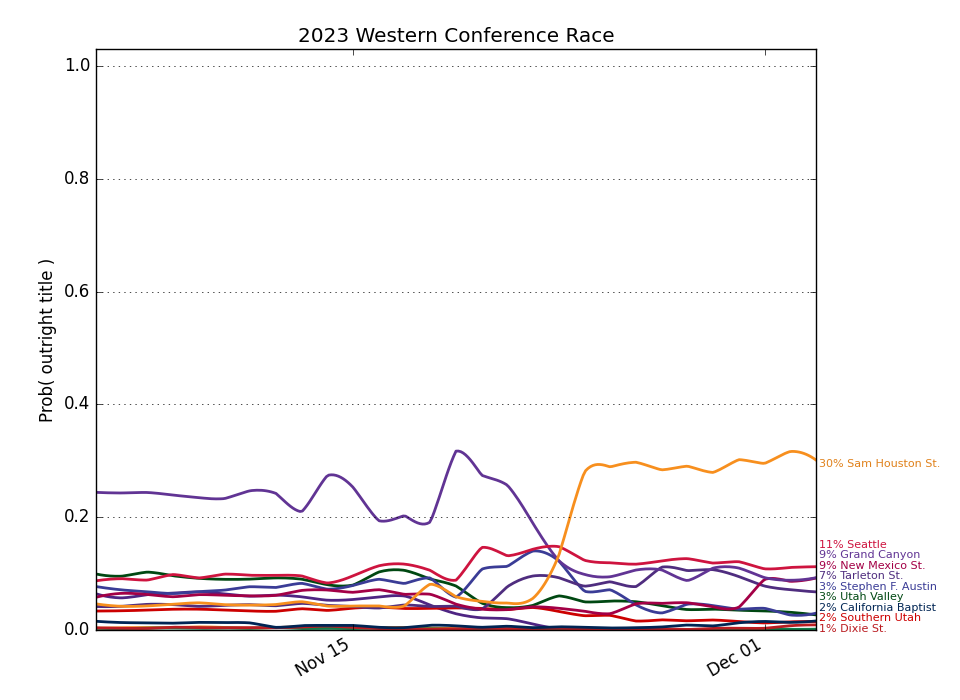 2023 Western Conference Race
Prob( outright title )
1.0
0.8
0.6
0.4
0.2
0.0
Nov 15
Dec 01
30% Sam Houston St.
11% Seattle
9% Grand Canyon
9% New Mexico St.
7% Tarleton St.
3% Stephen F. Austin
3% Utah Valley
2% California Baptist
2% Southern Utah
1% Dixie St.